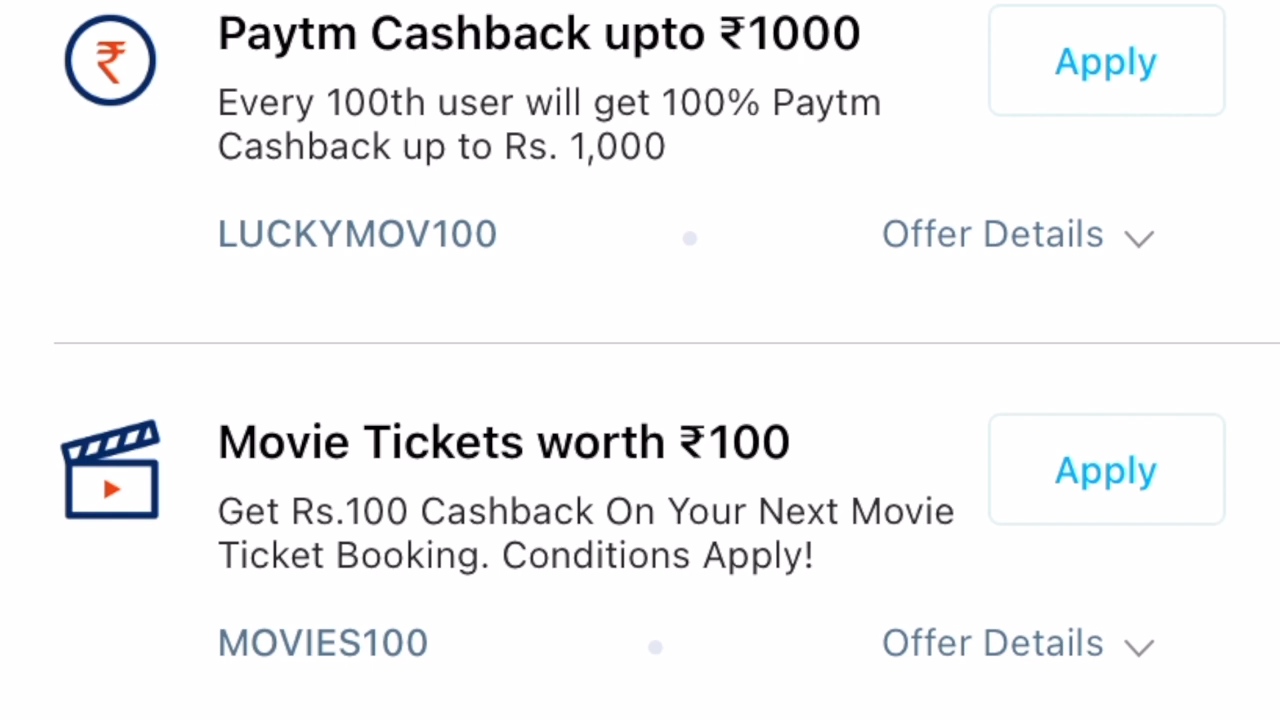 ₹
Paytm Cashback upto ₹1000
Apply
Every 100th user will get 100% Paytm
Cashback up to Rs. 1,000
LUCKYMOV100
Offer Details
Movie Tickets worth ₹100
Apply
Get Rs.100 Cashback On Your Next Movie
Ticket Booking. Conditions Apply!
MOVIES100
Offer Details